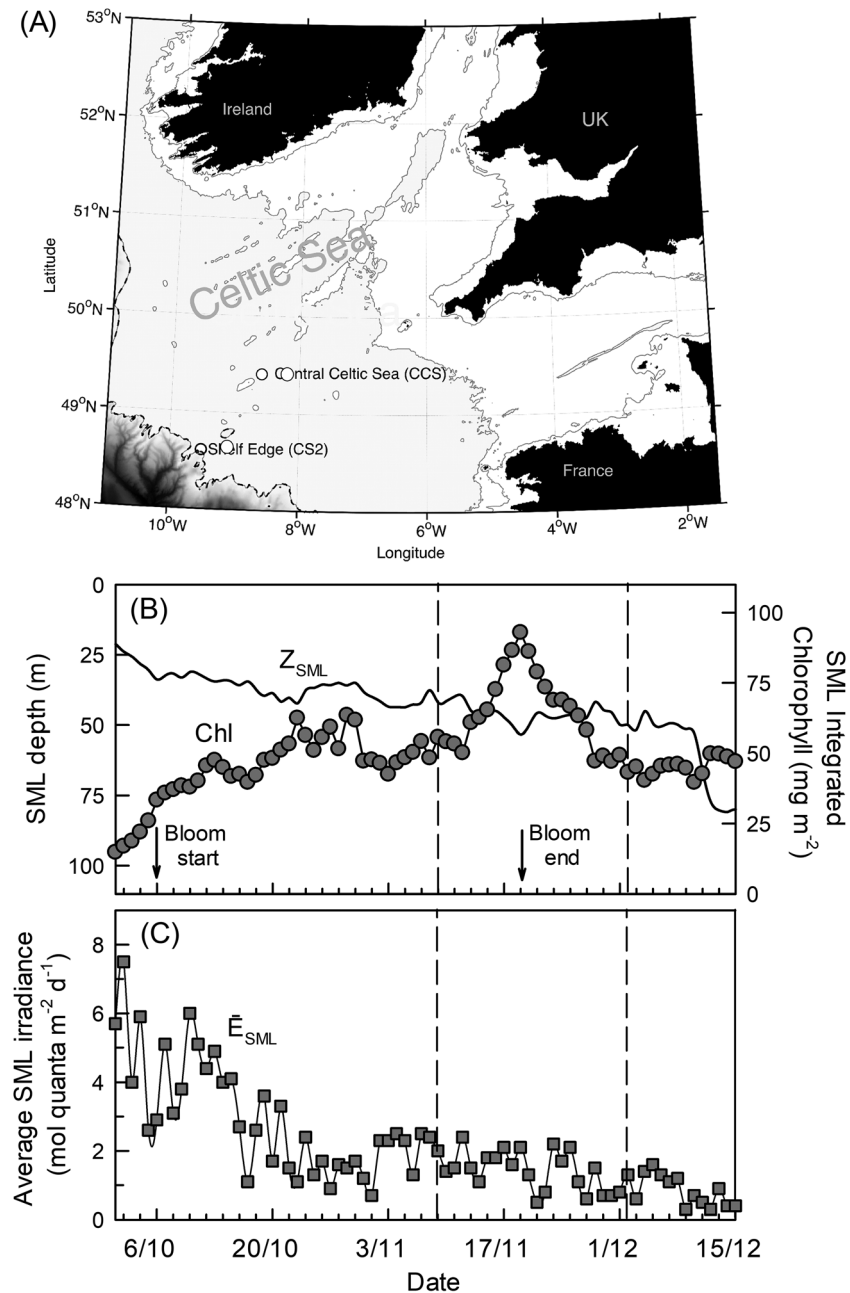 (A)
53°N
52°N
51°N
50°N
49°N
48°N
Latitude
Ireland
UK
Celtic Sea
Central Celtic Sea (CCS)
Shelf Edge (CS2)
France
10°W
8°W
6°W
4°W
2°W
Longitude
(B)
0
25
50
75
100
SML depth (m)
Z_SML
Chl
Bloom
start
Bloom
end
100
75
50
25
0
SML Integrated
Chlorophyll (mg m⁻²)
(C)
8
6
4
2
0
Average SML irradiance
(mol quanta m⁻² d⁻¹)
Ē_SML
6/10
20/10
3/11
17/11
1/12
15/12
Date